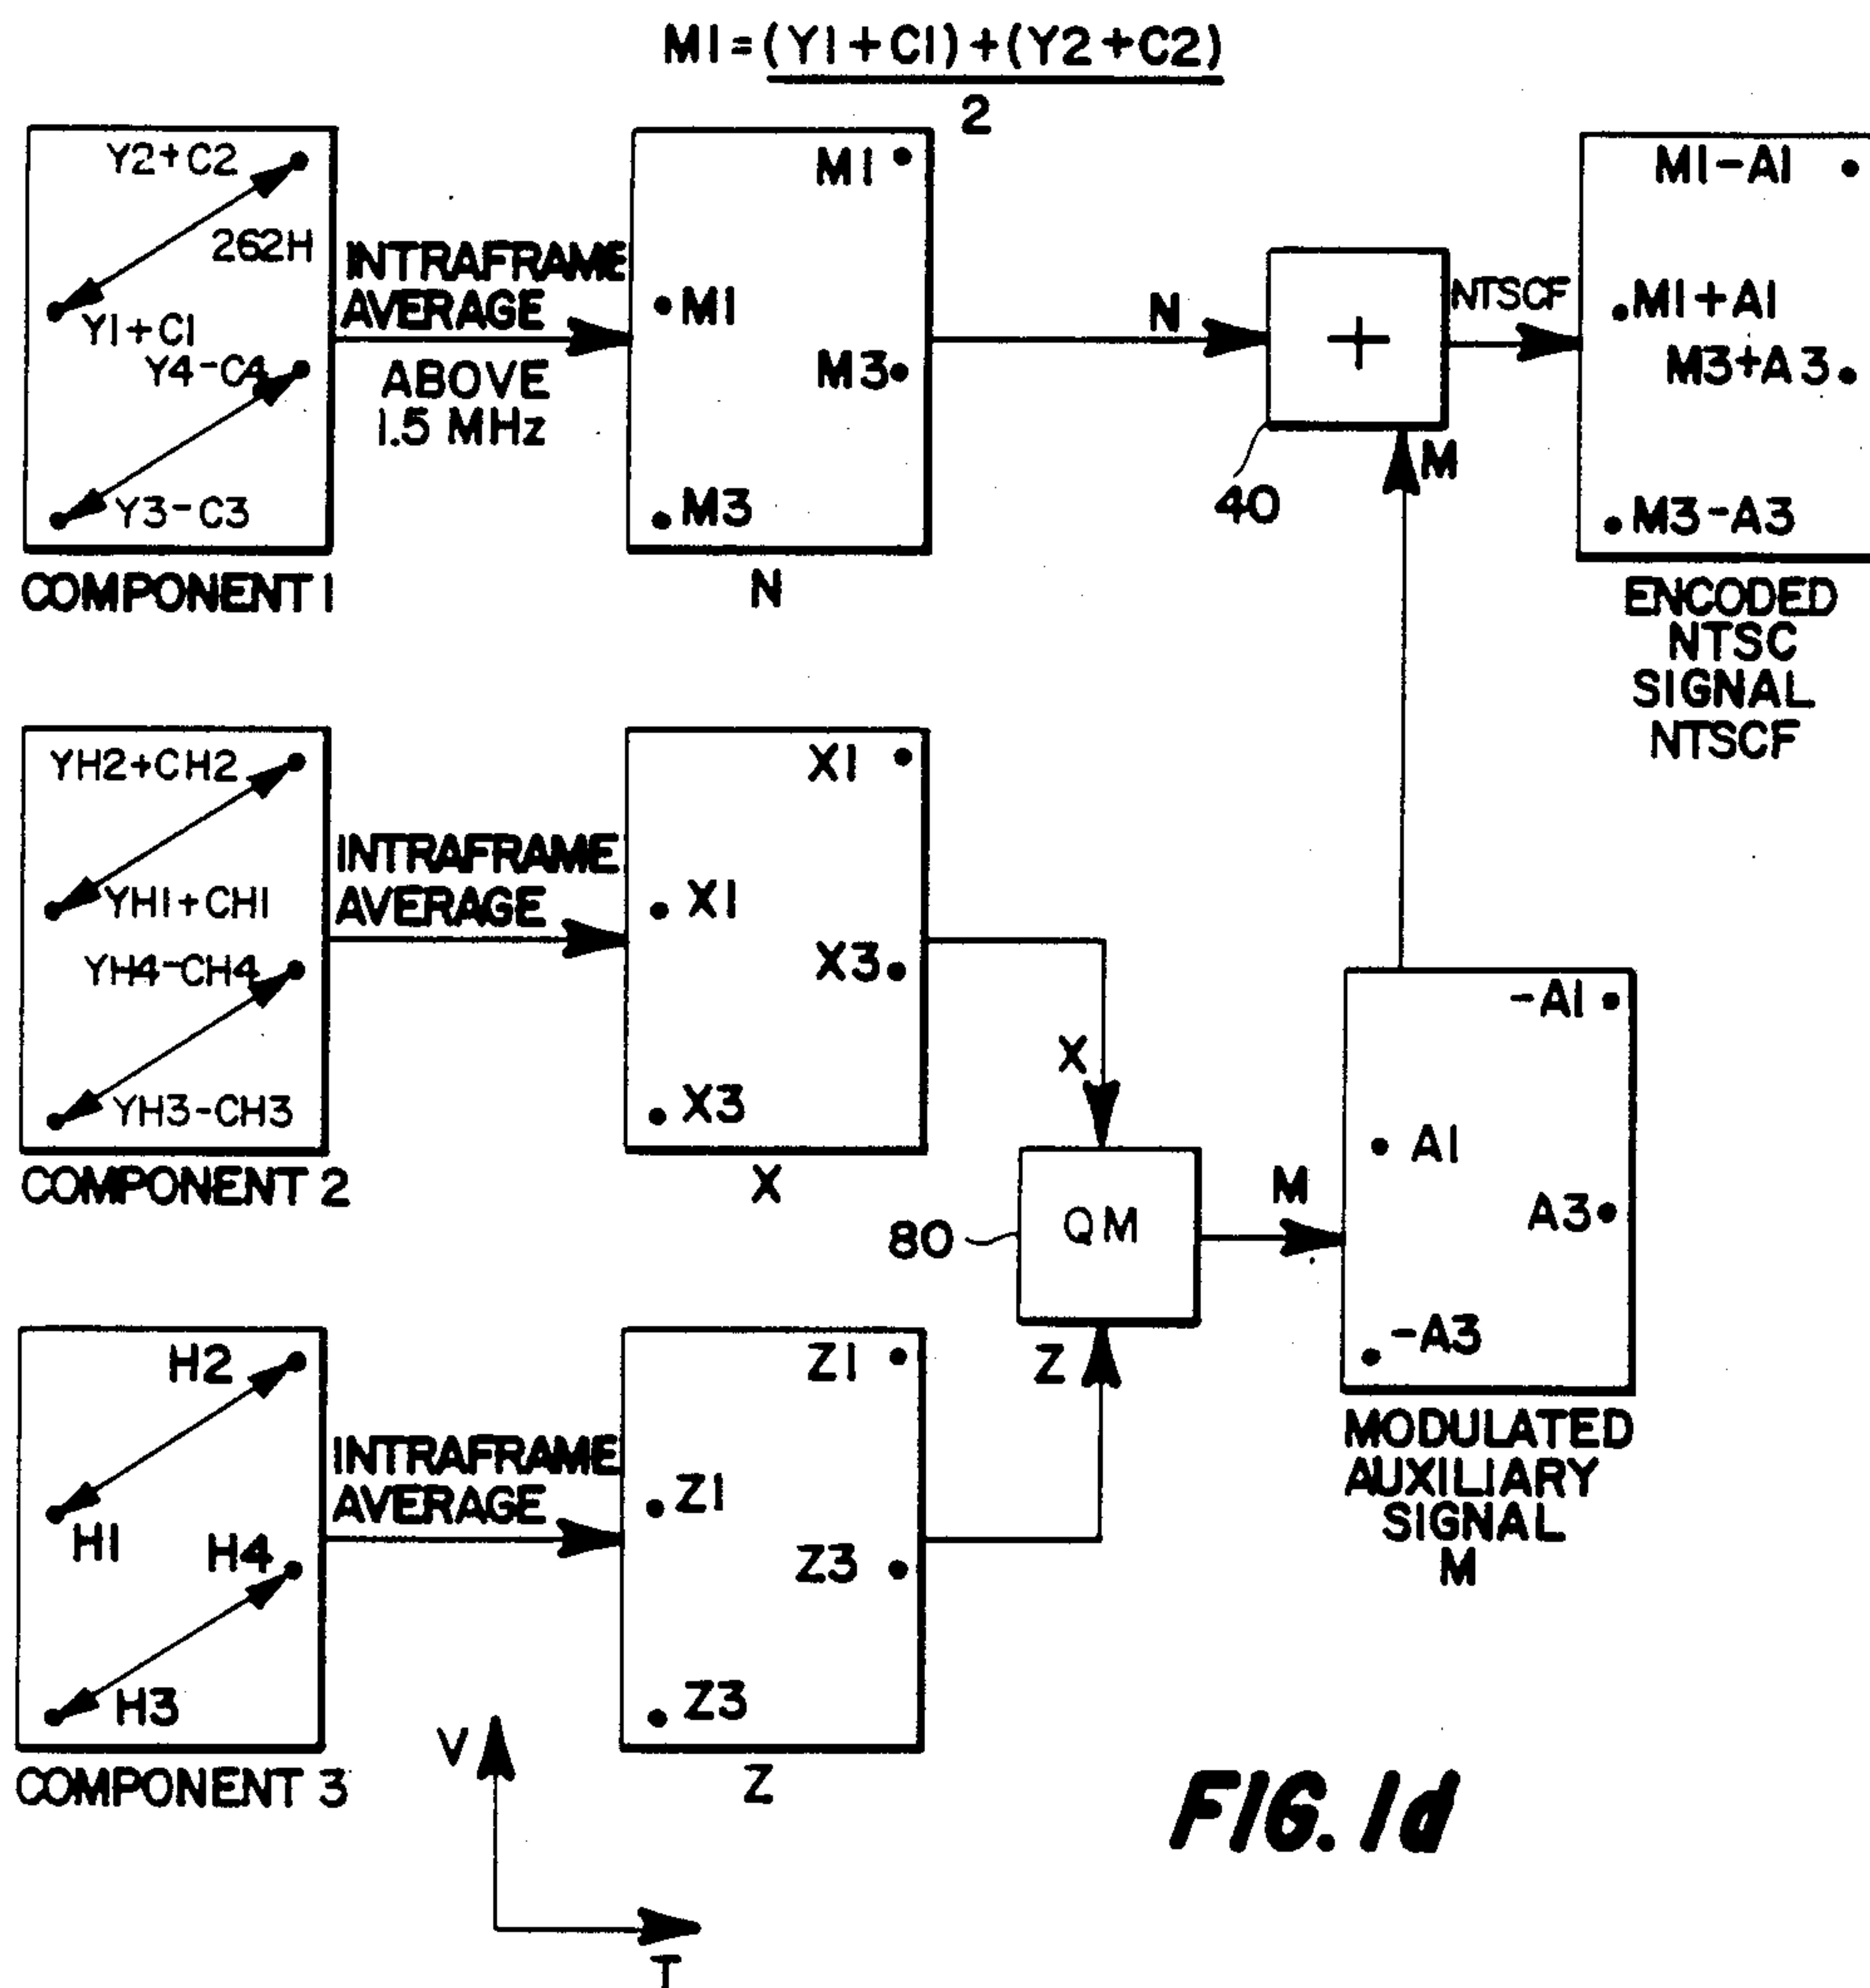 M1=(Y1+C1)+(Y2+C2)
2
Y2+C2
262H
Y1+C1
Y4-C4
Y3-C3
COMPONENT 1
INTRAFRAME
AVERAGE
ABOVE
1.5 MHz
M1
M1
M3
M3
N
N
+
40
M
NTSCF
M1-A1
M1+A1
M3+A3
M3-A3
ENCODED
NTSC
SIGNAL
NTSCF
YH2+CH2
YH1+CH1
YH4-CH4
YH3-CH3
COMPONENT 2
INTRAFRAME
AVERAGE
X1
X1
X3
X3
X
X
QM
80
M
-A1
A1
A3
-A3
MODULATED
AUXILIARY
SIGNAL
M
H2
H1
H4
H3
COMPONENT 3
INTRAFRAME
AVERAGE
Z1
Z1
Z3
Z3
Z
Z
V
T
FIG. 1d